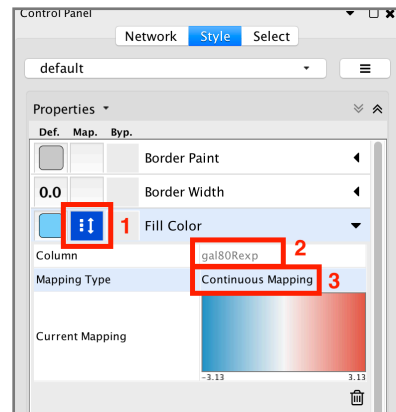 Control Panel
Network Style Select
default
Properties
Def. Map. Byp.
Border Paint
0.0 Border Width
1 Fill Color
Column gal80Rexp 2
Mapping Type Continuous Mapping 3
Current Mapping
-3.13 3.13